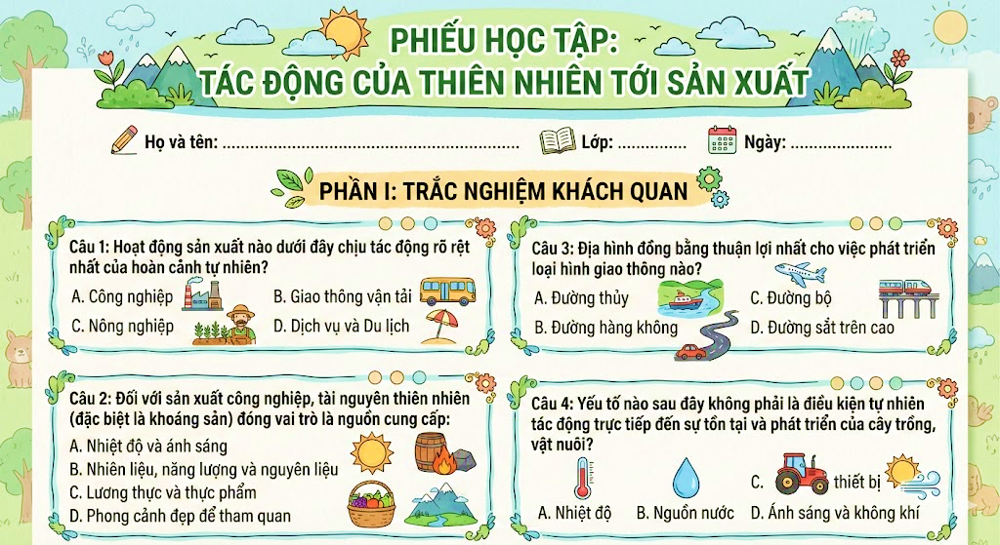 PHIẾU HỌC TẬP:
TÁC ĐỘNG CỦA THIÊN NHIÊN TỚI SẢN XUẤT
Họ và tên: ........................................................ Lớp: ............. Ngày: ...................
PHẦN I: TRẮC NGHIỆM KHÁCH QUAN
Câu 1: Hoạt động sản xuất nào dưới đây chịu tác động rõ rệt
nhất của hoàn cảnh tự nhiên?
A. Công nghiệp B. Giao thông vận tải
C. Nông nghiệp D. Dịch vụ và Du lịch
Câu 2: Đối với sản xuất công nghiệp, tài nguyên thiên nhiên
(đặc biệt là khoáng sản) đóng vai trò là nguồn cung cấp:
A. Nhiệt độ và ánh sáng
B. Nhiên liệu, năng lượng và nguyên liệu
C. Lương thực và thực phẩm
D. Phong cảnh đẹp để tham quan
Câu 3: Địa hình đồng bằng thuận lợi nhất cho việc phát triển
loại hình giao thông nào?
A. Đường thủy C. Đường bộ
B. Đường hàng không D. Đường sắt trên cao
Câu 4: Yếu tố nào sau đây không phải là điều kiện tự nhiên
tác động trực tiếp đến sự tồn tại và phát triển của cây trồng,
vật nuôi?
C. thiết bị
A. Nhiệt độ B. Nguồn nước D. Ánh sáng và không khí